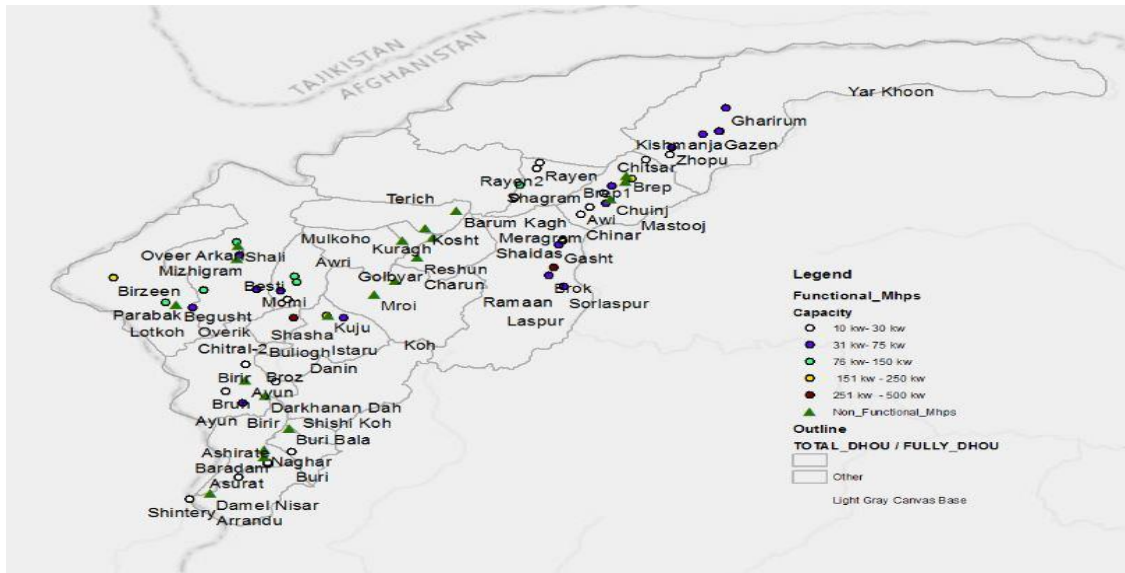 TAJIKISTAN
AFGHANISTAN
Yar Khoon
Gharirum
KishmanjaGazen
Zhopu
Chitsar
Rayen
Rayen2
Brep
Brep1
Shagram
Terich
Chuinj
Mastooj
Awi
Barum Kagh
Chinar
Meragram
Mulkoho
Kosht
Kuragh
Shaidas
Gasht
Oveer Arkari
Shali
Awri
Reshun
Mizhigram
Golbyar
Charun
Besti
Brok
Birzeen
Momi
Mroi
Ramaan
Sorlaspur
Parabak
Begusht
Laspur
Lotkoh
Overik
Shasha
Kuju
Chitral-2
Buliogh
Istaru
Koh
Danin
Birir
Broz
Brun
Ayun
Darkhanan Dah
Ayun
Birir
Shishi Koh
Buri Bala
Ashirate
Naghar
Baradam
Buri
Asurat
Damel Nisar
Shintery
Arrandu
Legend
Functional_Mhps
Capacity
10 kw- 30 kw
31 kw- 75 kw
76 kw- 150 kw
151 kw - 250 kw
251 kw - 500 kw
Non_Functional_Mhps
Outline
TOTAL_DHOU / FULLY_DHOU
Other
Light Gray Canvas Base